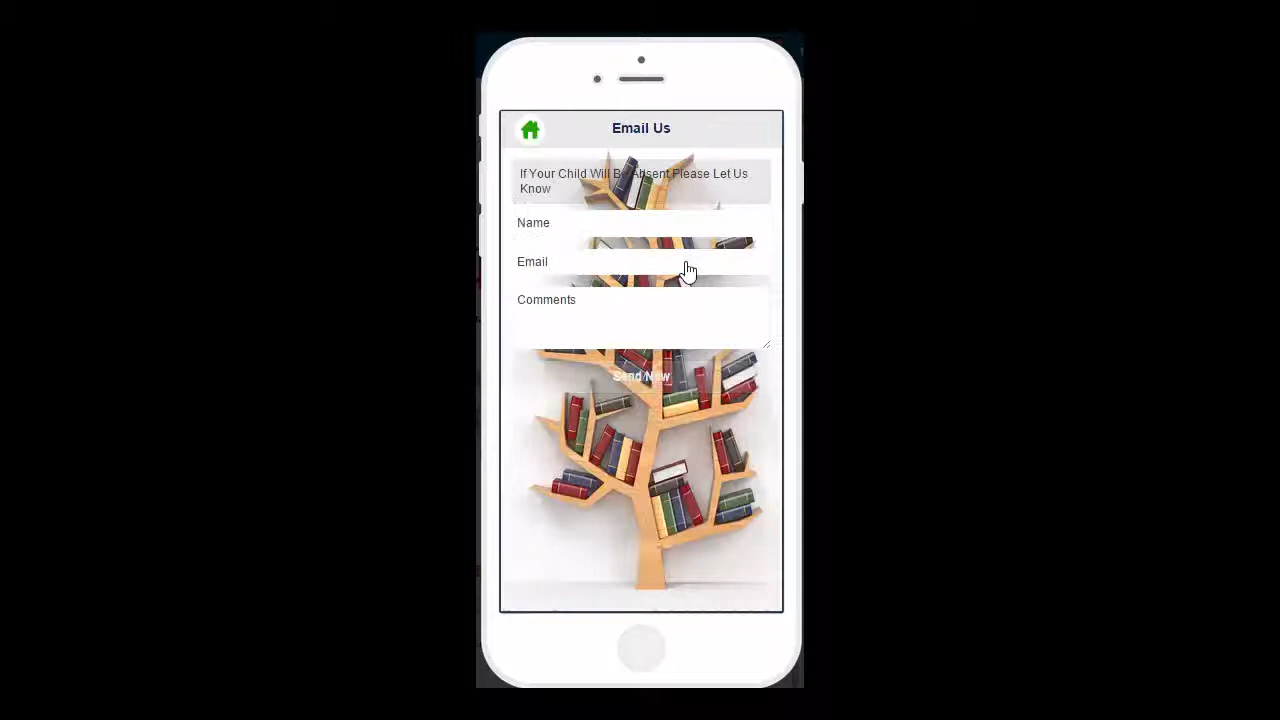 Email Us
If Your Child Will Be Absent Please Let Us
Know
Name
Email
Comments
Send Now